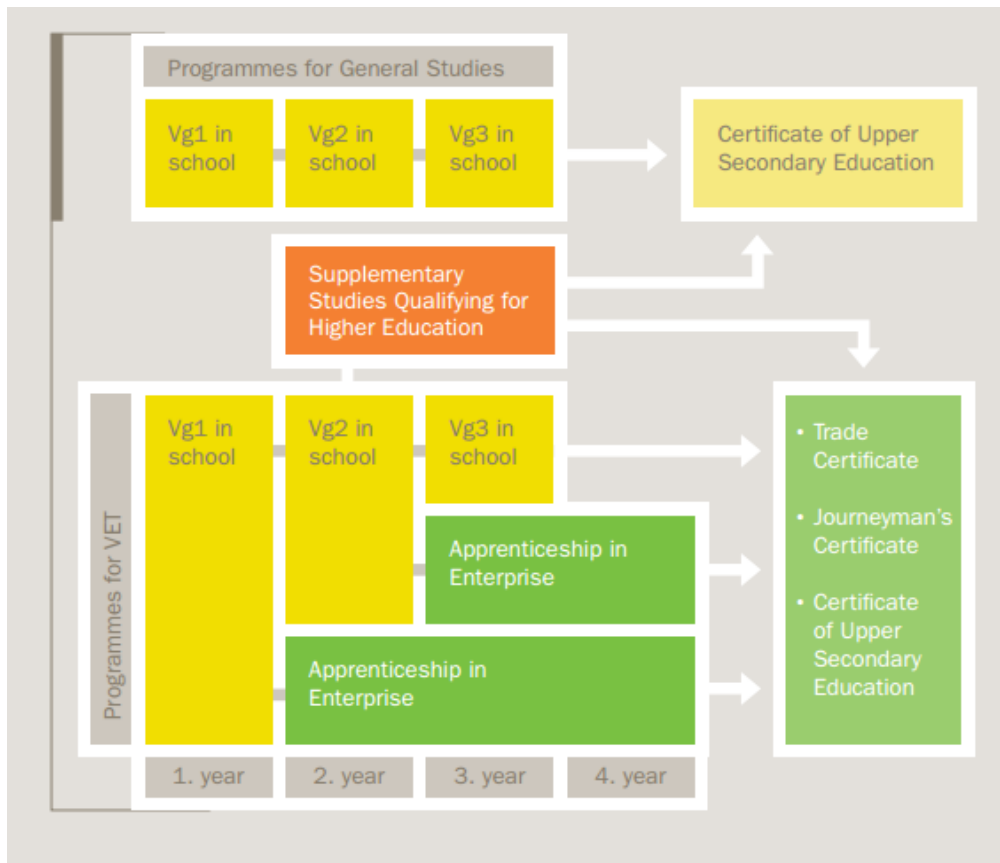 Programmes for General Studies
Vg1 in
school
Vg2 in
school
Vg3 in
school
Certificate of Upper
Secondary Education
Supplementary
Studies Qualifying for
Higher Education
Programmes for VET
Vg1 in
school
Vg2 in
school
Vg3 in
school
Apprenticeship in
Enterprise
Apprenticeship in
Enterprise
• Trade
Certificate
• Journeyman's
Certificate
• Certificate
of Upper
Secondary
Education
1. year
2. year
3. year
4. year